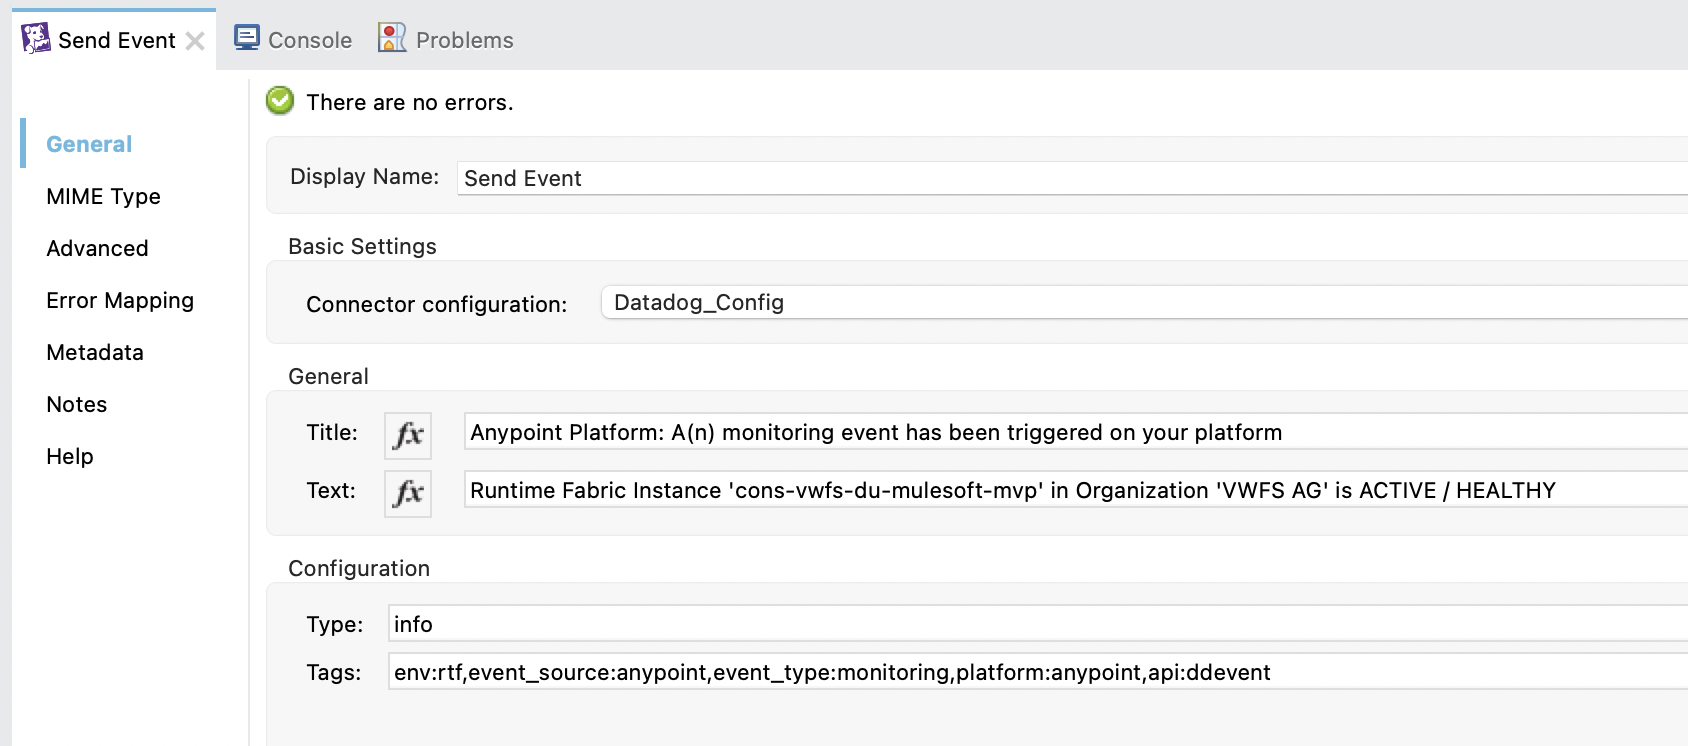 Send Event
Console
Problems
There are no errors.
General
MIME Type
Advanced
Error Mapping
Metadata
Notes
Help
Display Name: Send Event
Basic Settings
Connector configuration: Datadog_Config
General
Title: fx Anypoint Platform: A(n) monitoring event has been triggered on your platform
Text: fx Runtime Fabric Instance 'cons-vwfs-du-mulesoft-mvp' in Organization 'VWFS AG' is ACTIVE / HEALTHY
Configuration
Type: info
Tags: env:rtf,event_source:anypoint,event_type:monitoring,platform:anypoint,api:ddevent